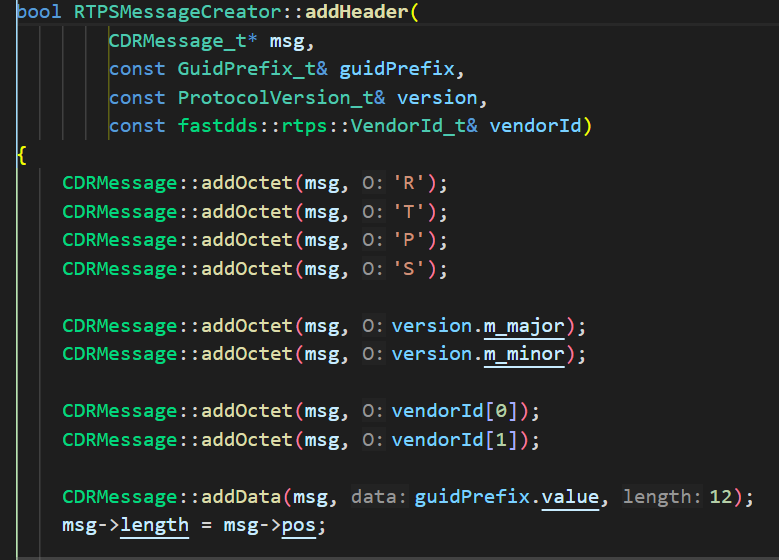 bool RTPSMessageCreator::addHeader(
CDRMessage_t* msg,
const GuidPrefix_t& guidPrefix,
const ProtocolVersion_t& version,
const fastdds::rtps::VendorId_t& vendorId)
{
CDRMessage::addOctet(msg, O: 'R');
CDRMessage::addOctet(msg, O: 'T');
CDRMessage::addOctet(msg, O: 'P');
CDRMessage::addOctet(msg, O: 'S');
CDRMessage::addOctet(msg, O: version.m_major);
CDRMessage::addOctet(msg, O: version.m_minor);
CDRMessage::addOctet(msg, O: vendorId[0]);
CDRMessage::addOctet(msg, O: vendorId[1]);
CDRMessage::addData(msg, data: guidPrefix.value, length: 12);
msg->length = msg->pos;